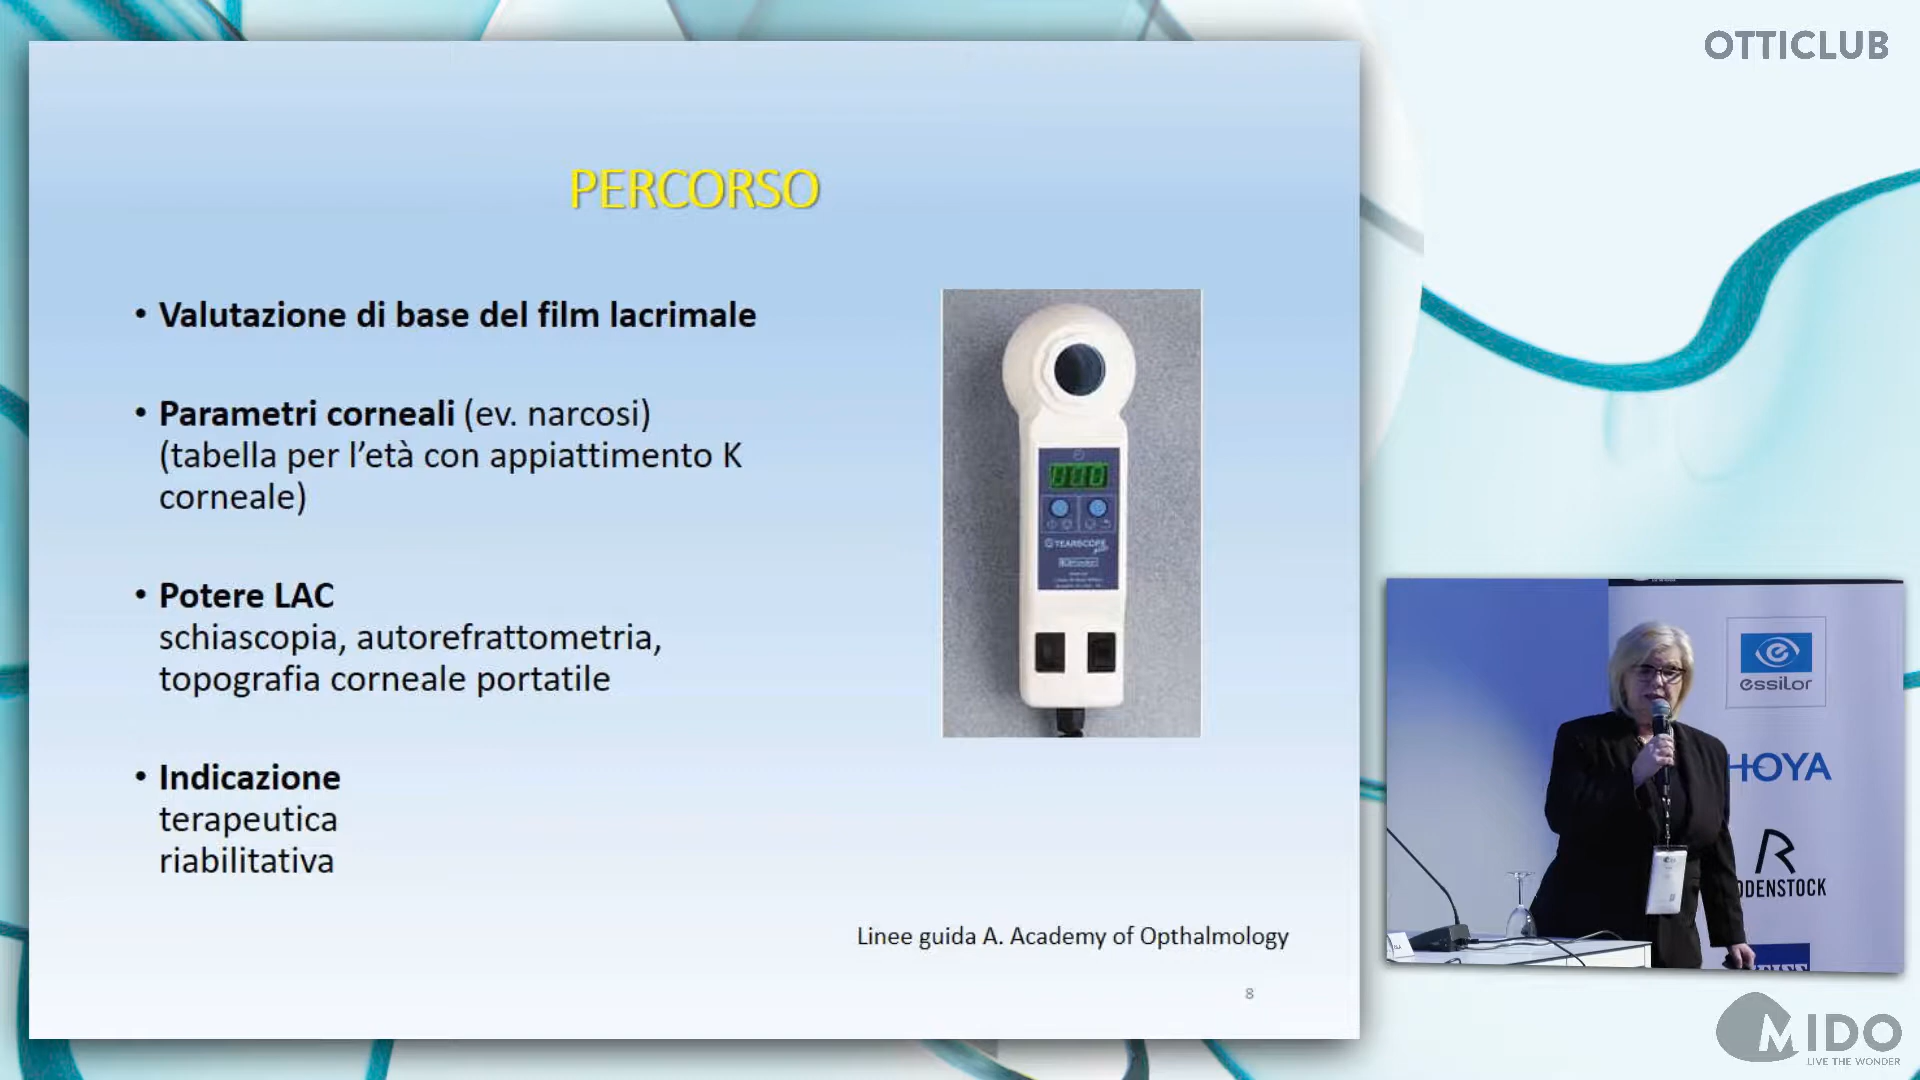 OTTICLUB
PERCORSO
• Valutazione di base del film lacrimale
• Parametri corneali (ev. narcosi)
(tabella per l'età con appiattimento K
corneale)
• Potere LAC
schiascopia, autorefrattometria,
topografia corneale portatile
• Indicazione
terapeutica
riabilitativa
TEARSCOPE
plus
Linee guida A. Academy of Opthalmology
8
essilor
HOYA
DENSTOCK
MIDO
LIVE THE WONDER